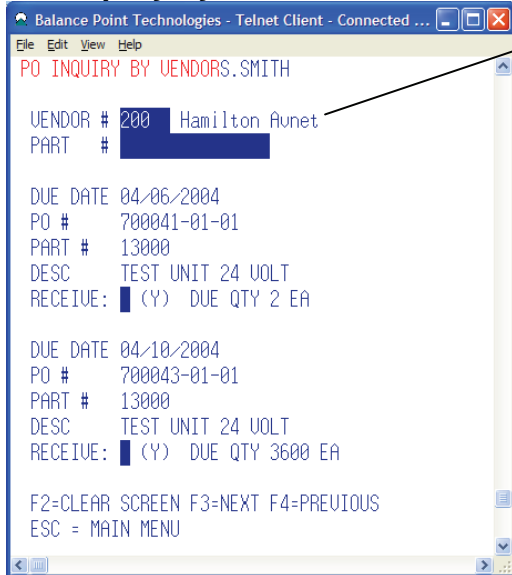 Balance Point Technologies - Telnet Client - Connected ...
File Edit View Help
PO INQUIRY BY VENDORS.SMITH
VENDOR # 200 Hamilton Avnet
PART #
DUE DATE 04/06/2004
PO # 700041-01-01
PART # 13000
DESC TEST UNIT 24 VOLT
RECEIVE: (Y) DUE QTY 2 EA
DUE DATE 04/10/2004
PO # 700043-01-01
PART # 13000
DESC TEST UNIT 24 VOLT
RECEIVE: (Y) DUE QTY 3600 EA
F2=CLEAR SCREEN F3=NEXT F4=PREVIOUS
ESC = MAIN MENU